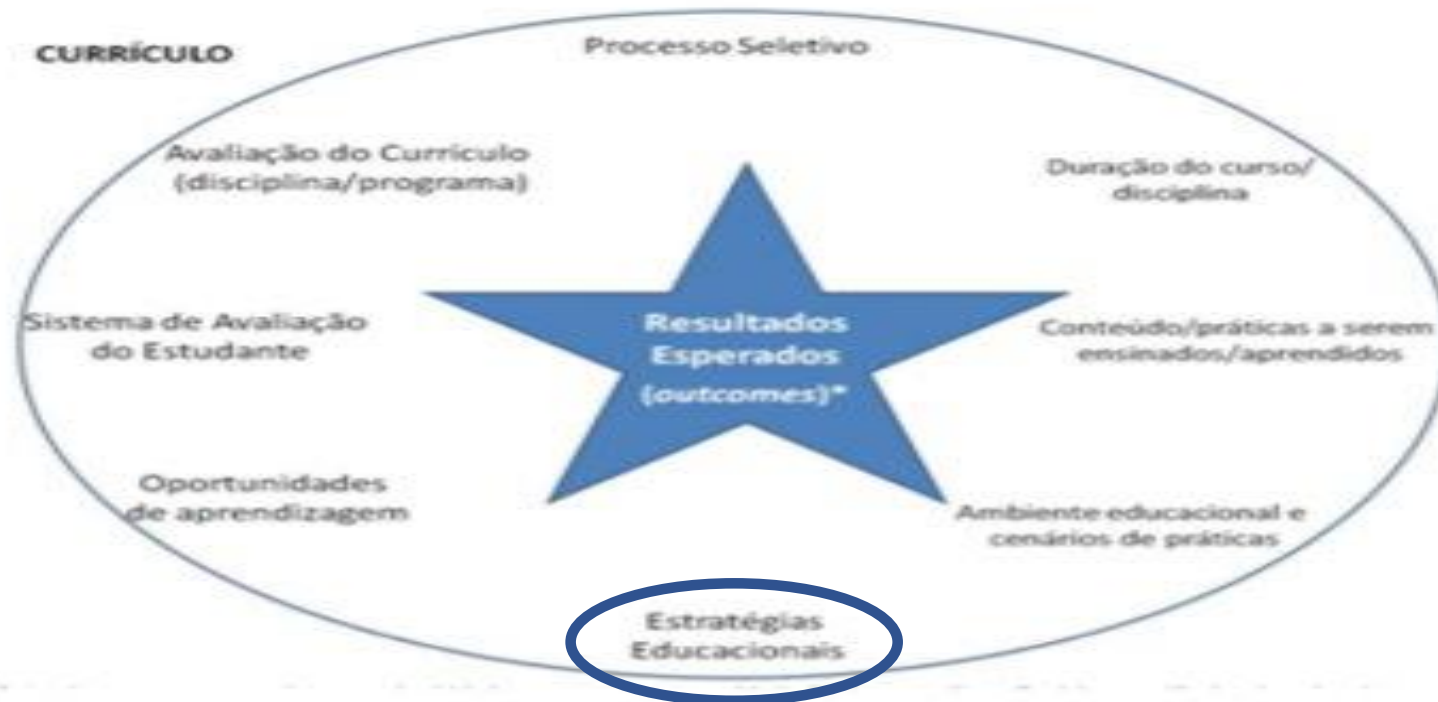 CURRÍCULO
Processo Seletivo
Avaliação do Currículo
(disciplina/programa)
Duração do curso/
disciplina
Resultados
Esperados
(outcomes)*
Sistema de Avaliação
do Estudante
Conteúdo/práticas a serem
ensinados/aprendidos
Oportunidades
de aprendizagem
Ambiente educacional e
cenários de práticas
Estratégias
Educacionais